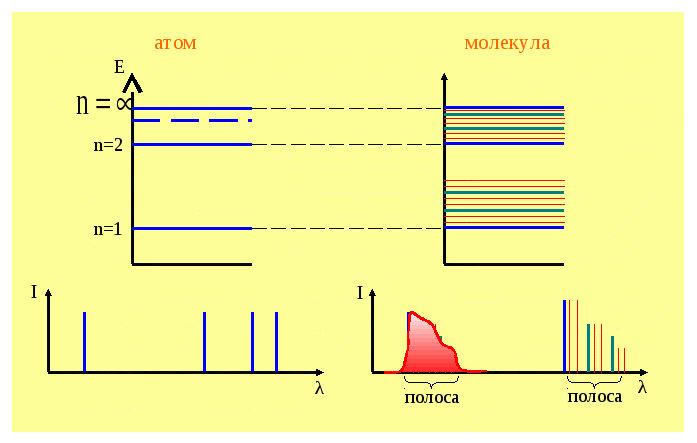 атом
молекула
E
n = ∞
n=2
n=1
I
λ
I
полоса
полоса
λ